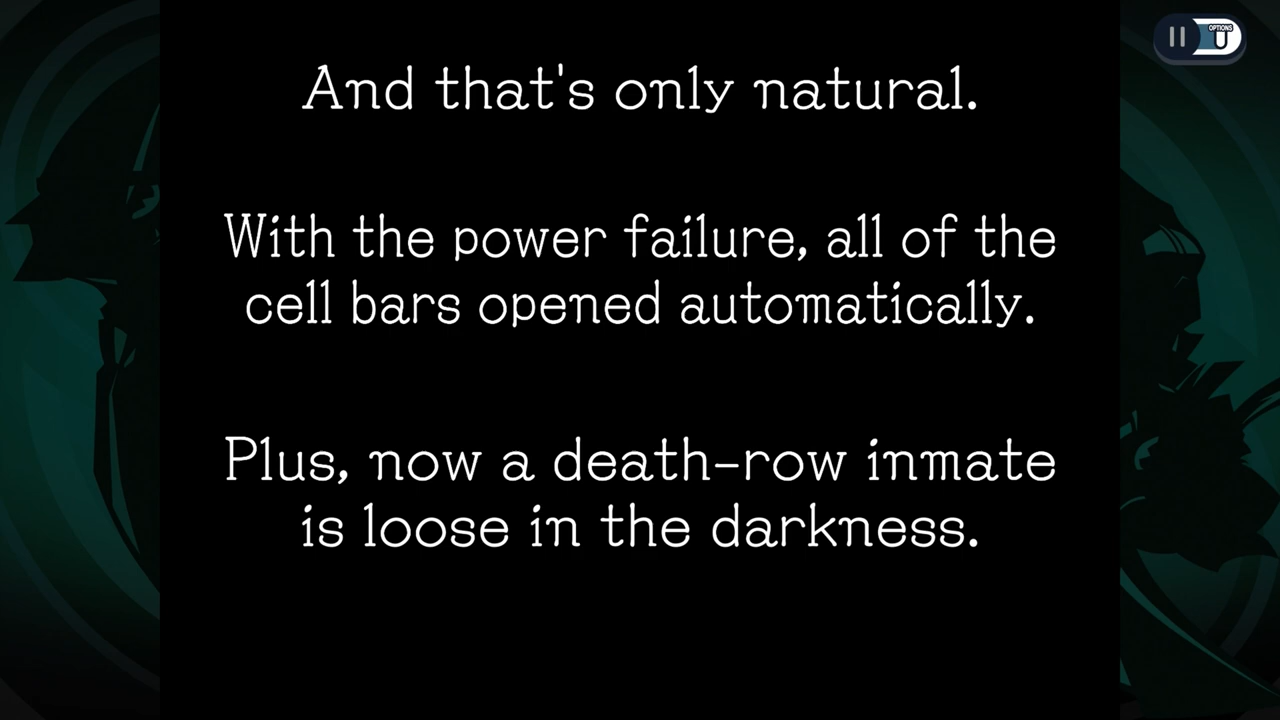 OPTIONS
And that's only natural.
With the power failure, all of the
cell bars opened automatically.
Plus, now a death-row inmate
is loose in the darkness.